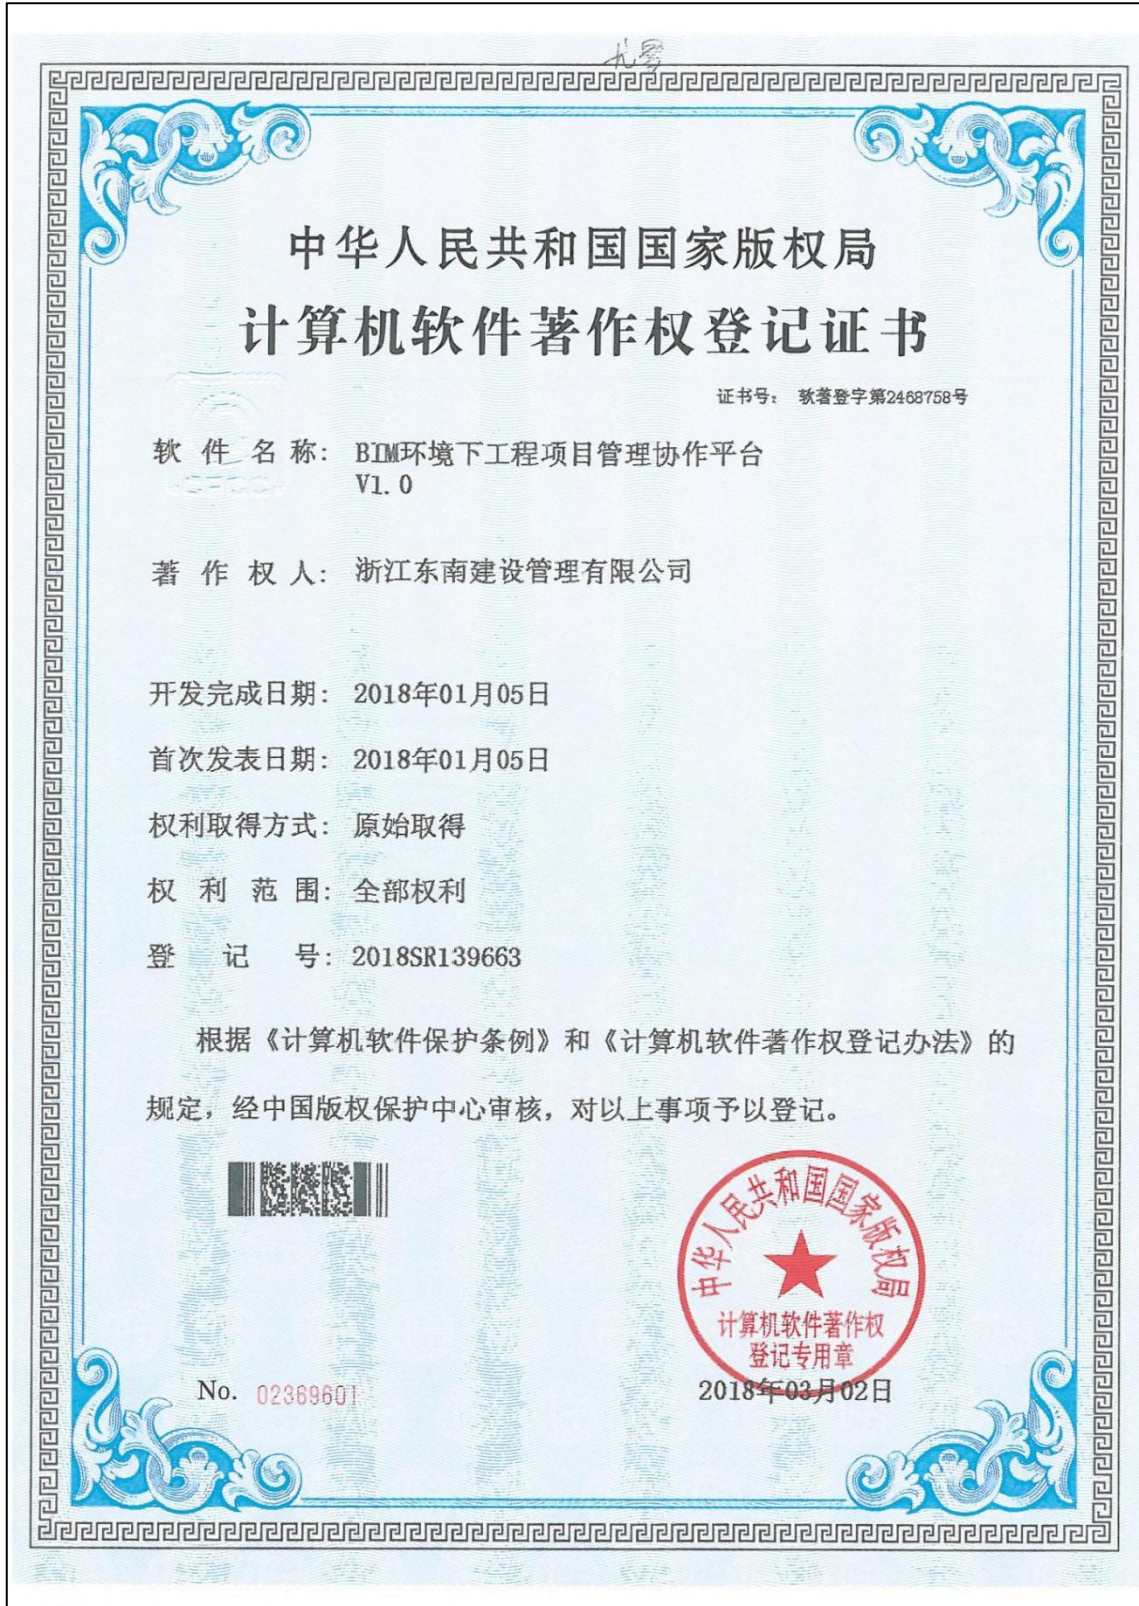 中华人民共和国国家版权局
计算机软件著作权登记证书
证书号： 软著登字第2468758号
软件名称： BIM环境下工程项目管理协作平台
V1.0
著作权人： 浙江东南建设管理有限公司
开发完成日期： 2018年01月05日
首次发表日期： 2018年01月05日
权利取得方式： 原始取得
权利范围： 全部权利
登记号： 2018SR139663
根据《计算机软件保护条例》和《计算机软件著作权登记办法》的
规定，经中国版权保护中心审核，对以上事项予以登记。
中华人民共和国国家版权局
计算机软件著作权
登记专用章
No. 02369601
2018年03月02日